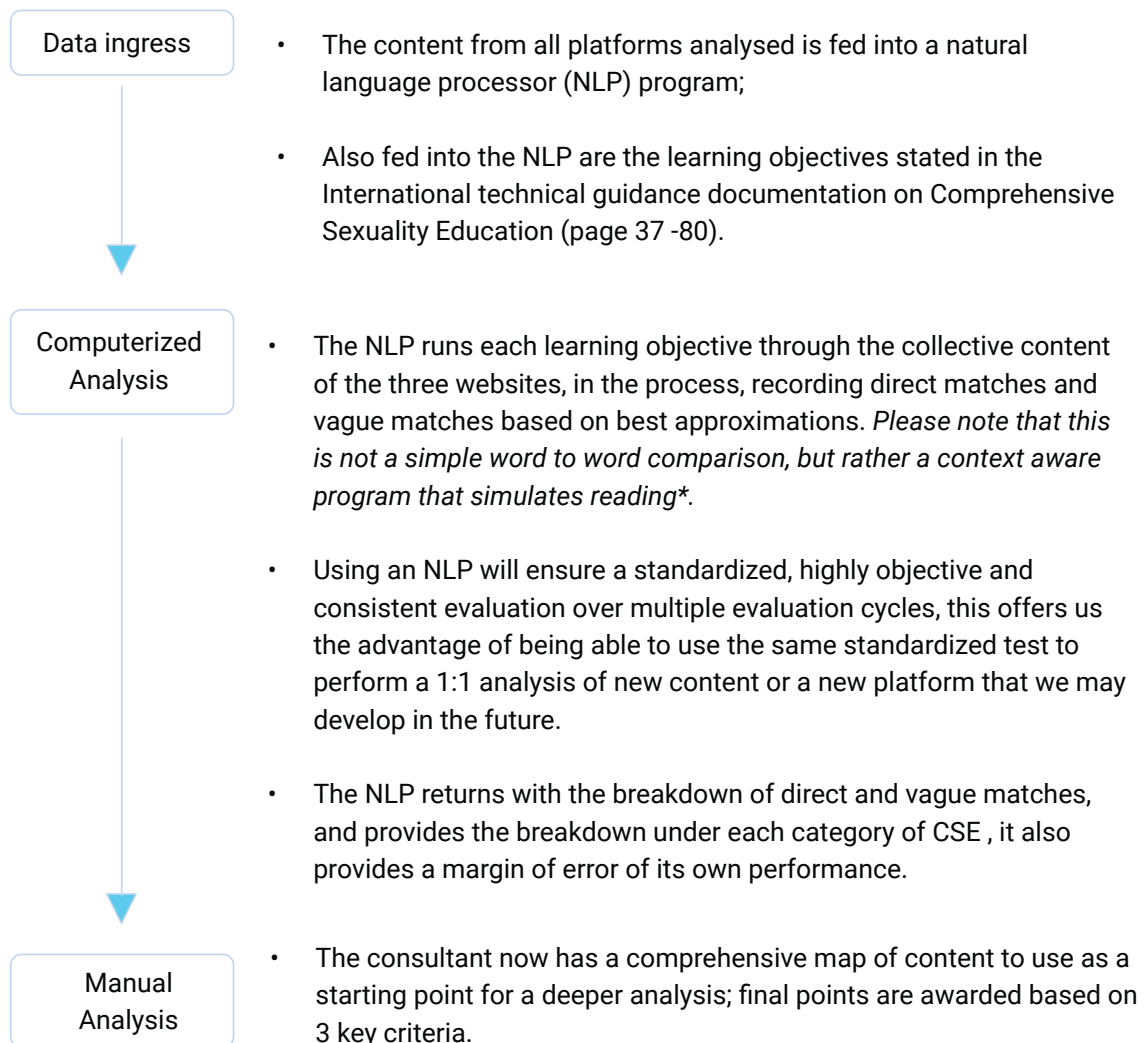 Data ingress
• The content from all platforms analysed is fed into a natural
language processor (NLP) program;
• Also fed into the NLP are the learning objectives stated in the
International technical guidance documentation on Comprehensive
Sexuality Education (page 37 -80).
Computerized
Analysis
• The NLP runs each learning objective through the collective content
of the three websites, in the process, recording direct matches and
vague matches based on best approximations. Please note that this
is not a simple word to word comparison, but rather a context aware
program that simulates reading*.
• Using an NLP will ensure a standardized, highly objective and
consistent evaluation over multiple evaluation cycles, this offers us
the advantage of being able to use the same standardized test to
perform a 1:1 analysis of new content or a new platform that we may
develop in the future.
• The NLP returns with the breakdown of direct and vague matches,
and provides the breakdown under each category of CSE , it also
provides a margin of error of its own performance.
Manual
Analysis
• The consultant now has a comprehensive map of content to use as a
starting point for a deeper analysis; final points are awarded based on
3 key criteria.